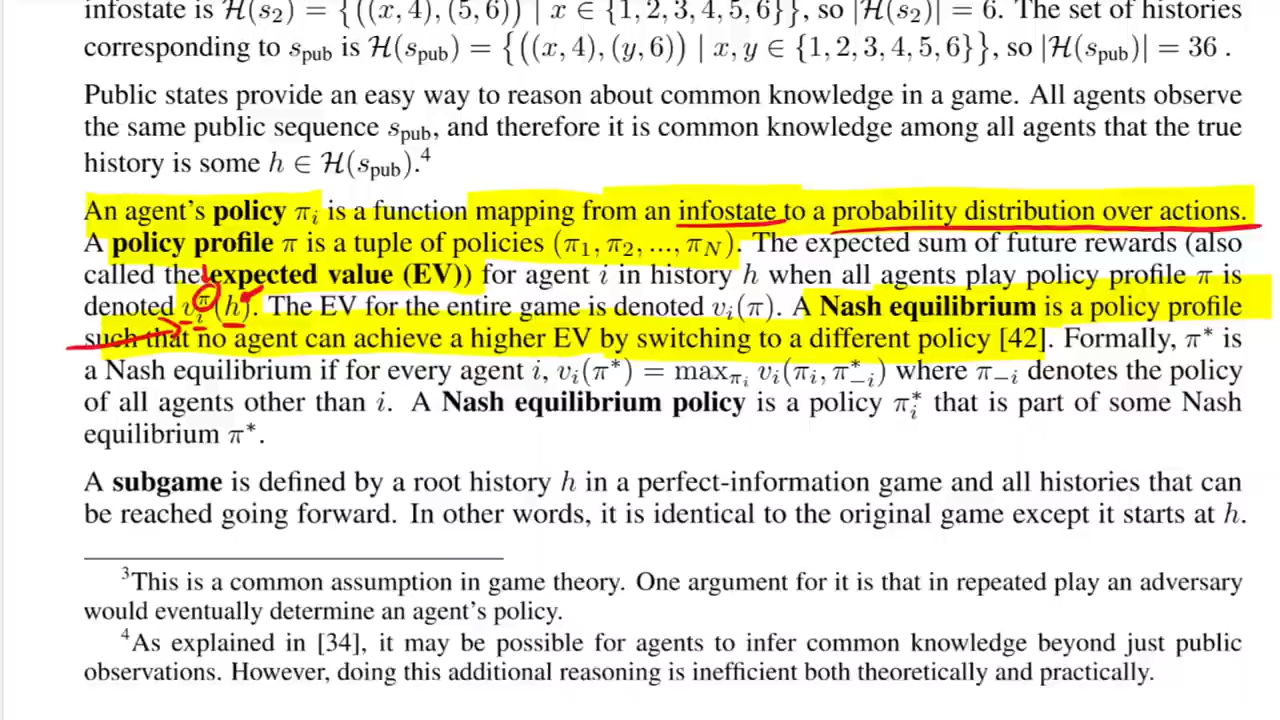 infostate is H(s2) = {((x, 4), (5, 6)) | x ∈ {1, 2, 3, 4, 5, 6}}, so |H(s2)| = 6. The set of histories
corresponding to spub is H(spub) = {((x, 4), (y, 6)) | x, y ∈ {1, 2, 3, 4, 5, 6}}, so |H(spub)| = 36 .
Public states provide an easy way to reason about common knowledge in a game. All agents observe
the same public sequence spub, and therefore it is common knowledge among all agents that the true
history is some h ∈ H(spub).⁴
An agent's policy πi is a function mapping from an infostate to a probability distribution over actions.
A policy profile π is a tuple of policies (π1, π2, ..., πN). The expected sum of future rewards (also
called the expected value (EV)) for agent i in history h when all agents play policy profile π is
denoted vi^π(h). The EV for the entire game is denoted vi(π). A Nash equilibrium is a policy profile
such that no agent can achieve a higher EV by switching to a different policy [42]. Formally, π* is
a Nash equilibrium if for every agent i, vi(π*) = maxπi vi(πi, π*−i) where π−i denotes the policy
of all agents other than i. A Nash equilibrium policy is a policy πi* that is part of some Nash
equilibrium π*.
A subgame is defined by a root history h in a perfect-information game and all histories that can
be reached going forward. In other words, it is identical to the original game except it starts at h.
³This is a common assumption in game theory. One argument for it is that in repeated play an adversary
would eventually determine an agent's policy.
⁴As explained in [34], it may be possible for agents to infer common knowledge beyond just public
observations. However, doing this additional reasoning is inefficient both theoretically and practically.